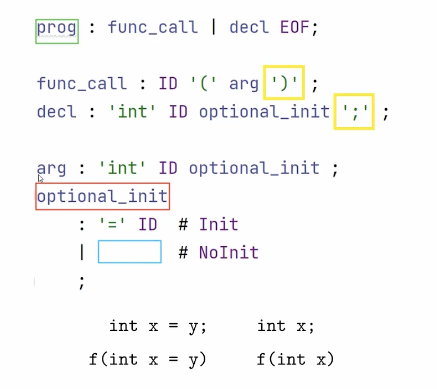 prog : func_call | decl EOF;
func_call : ID '(' arg ')' ;
decl : 'int' ID optional_init ';' ;
arg : 'int' ID optional_init ;
optional_init
: '=' ID # Init
| # NoInit
;
int x = y; int x;
f(int x = y) f(int x)